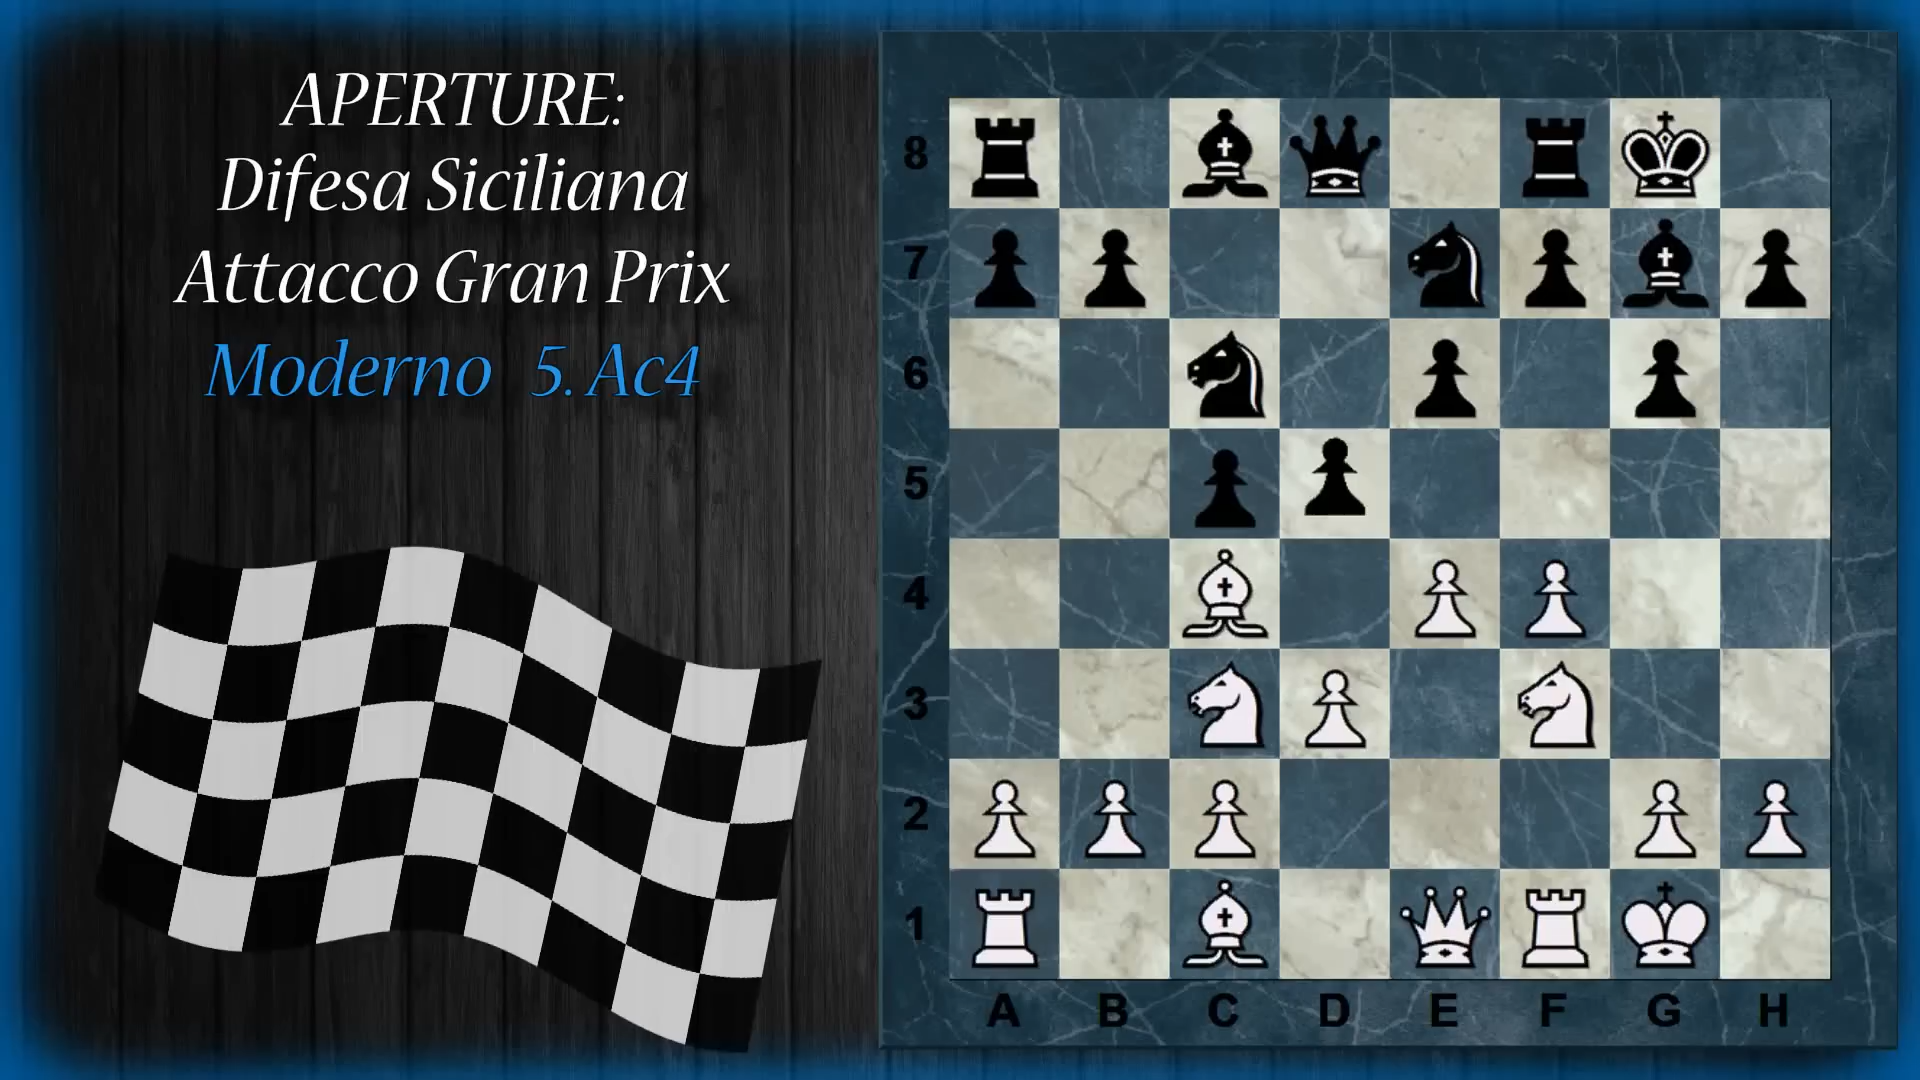 APERTURE:
Difesa Siciliana
Attacco Gran Prix
Moderno 5. Ac4
8
7
6
5
4
3
2
1
A B C D E F G H